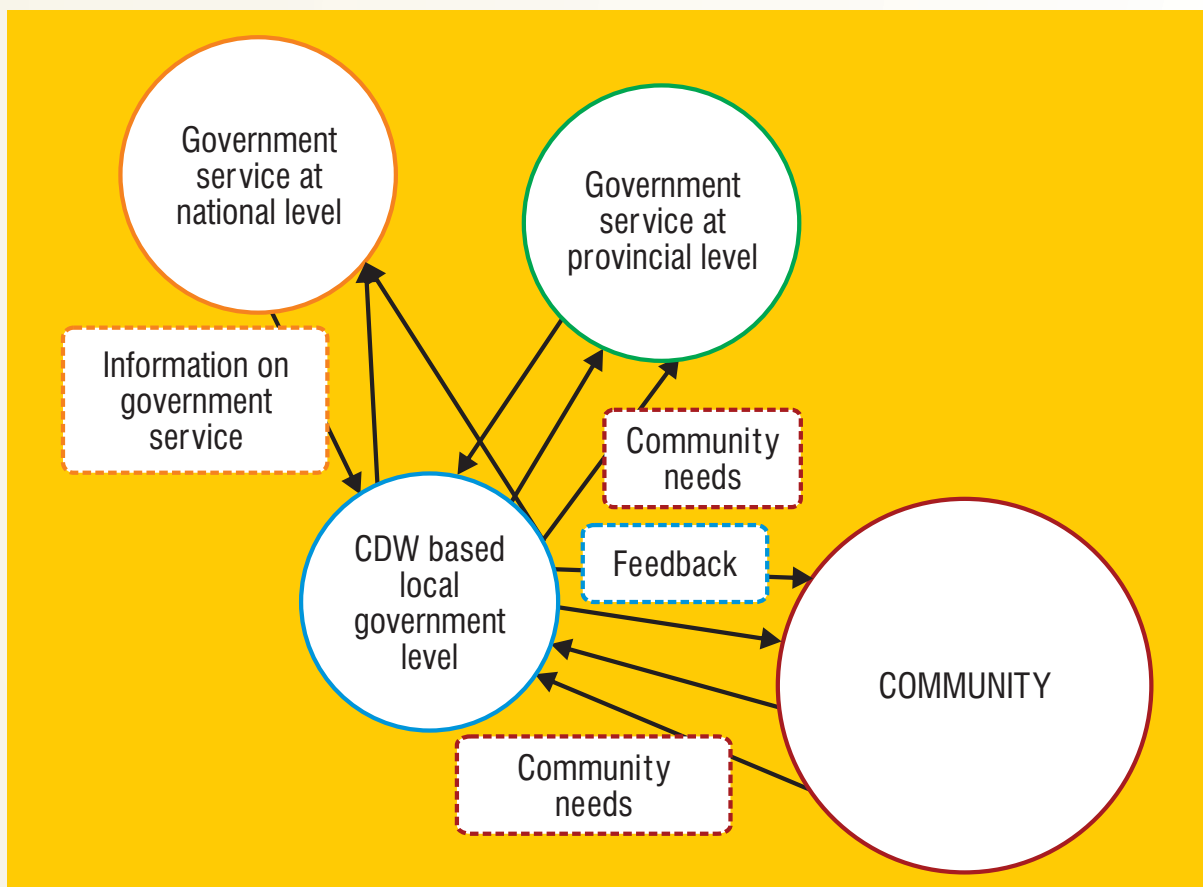 Government
service at
national level
Government
service at
provincial level
Information on
government
service
Community
needs
Feedback
CDW based
local
government
level
COMMUNITY
Community
needs